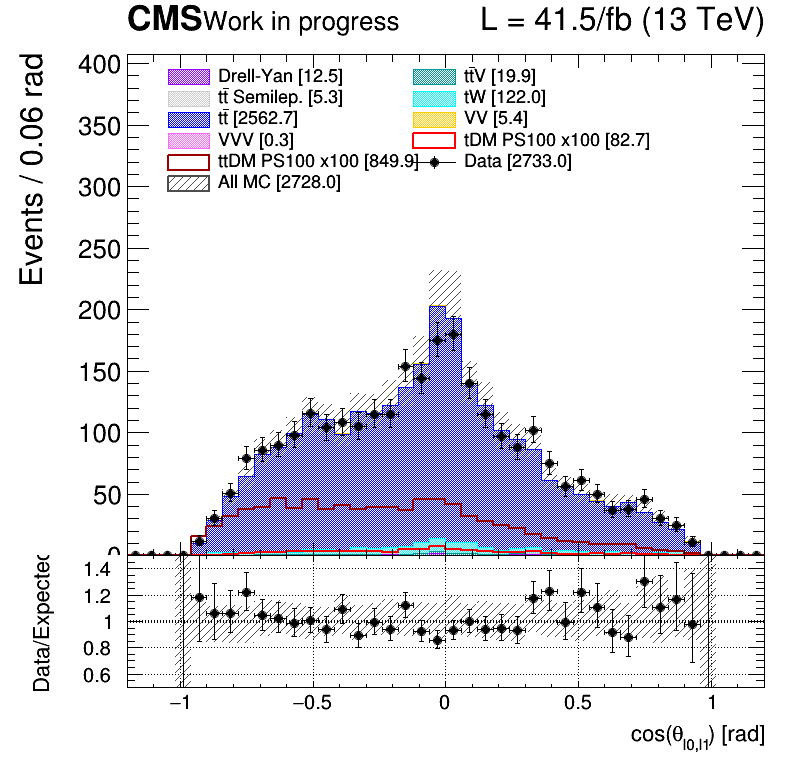 CMS Work in progress L = 41.5/fb (13 TeV)
Events / 0.06 rad
400
350
300
250
200
150
100
50
0
Drell-Yan [12.5]
tt̄ Semilep. [5.3]
tt̄ [2562.7]
VVV [0.3]
ttDM PS100 x100 [849.9]
All MC [2728.0]
tt̄V [19.9]
tW [122.0]
VV [5.4]
tDM PS100 x100 [82.7]
Data [2733.0]
Data/Expected
1.4
1.2
1
0.8
0.6
−1 −0.5 0 0.5 1
cos(θl0,l1) [rad]